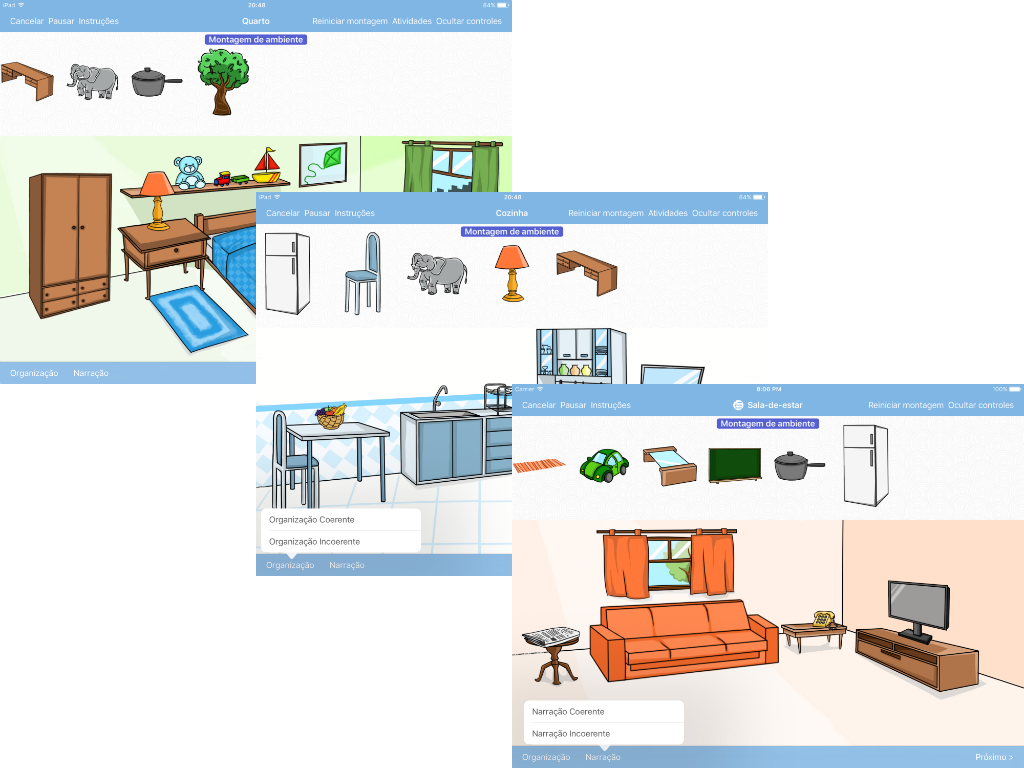 iPad 20:48 84%
Cancelar Pausar Instruções Quarto Reiniciar montagem Atividades Ocultar controles
Montagem de ambiente
Organização Narração
iPad 20:48 84%
Cancelar Pausar Instruções Cozinha Reiniciar montagem Atividades Ocultar controles
Montagem de ambiente
Organização Coerente
Organização Incoerente
Organização Narração
Carrier 8:06 PM 100%
Cancelar Pausar Instruções Sala-de-estar Reiniciar montagem Ocultar controles
Montagem de ambiente
Narração Coerente
Narração Incoerente
Organização Narração Próximo >